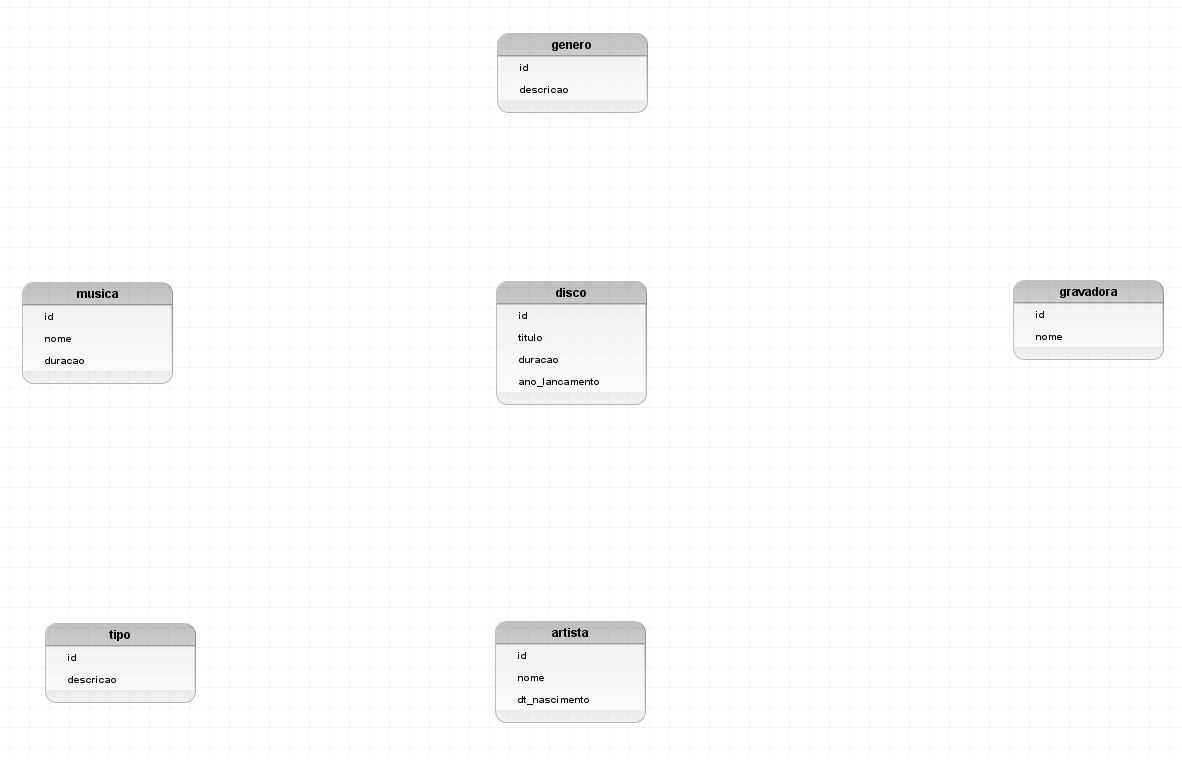 genero
id
descricao
musica
id
nome
duracao
disco
id
titulo
duracao
ano_lancamento
gravadora
id
nome
tipo
id
descricao
artista
id
nome
dt_nascimento